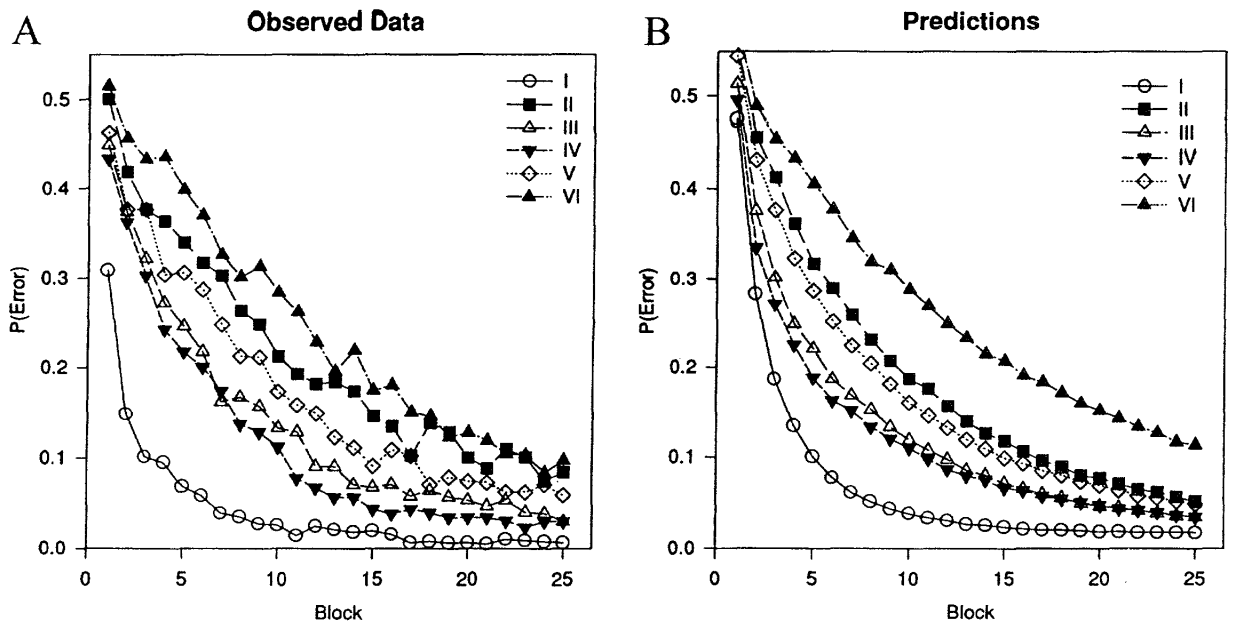 A
Observed Data
P(Error)
0.5
0.4
0.3
0.2
0.1
0.0
0
5
10
15
20
25
Block
I
II
III
IV
V
VI
B
Predictions
P(Error)
0.5
0.4
0.3
0.2
0.1
0.0
0
5
10
15
20
25
Block
I
II
III
IV
V
VI